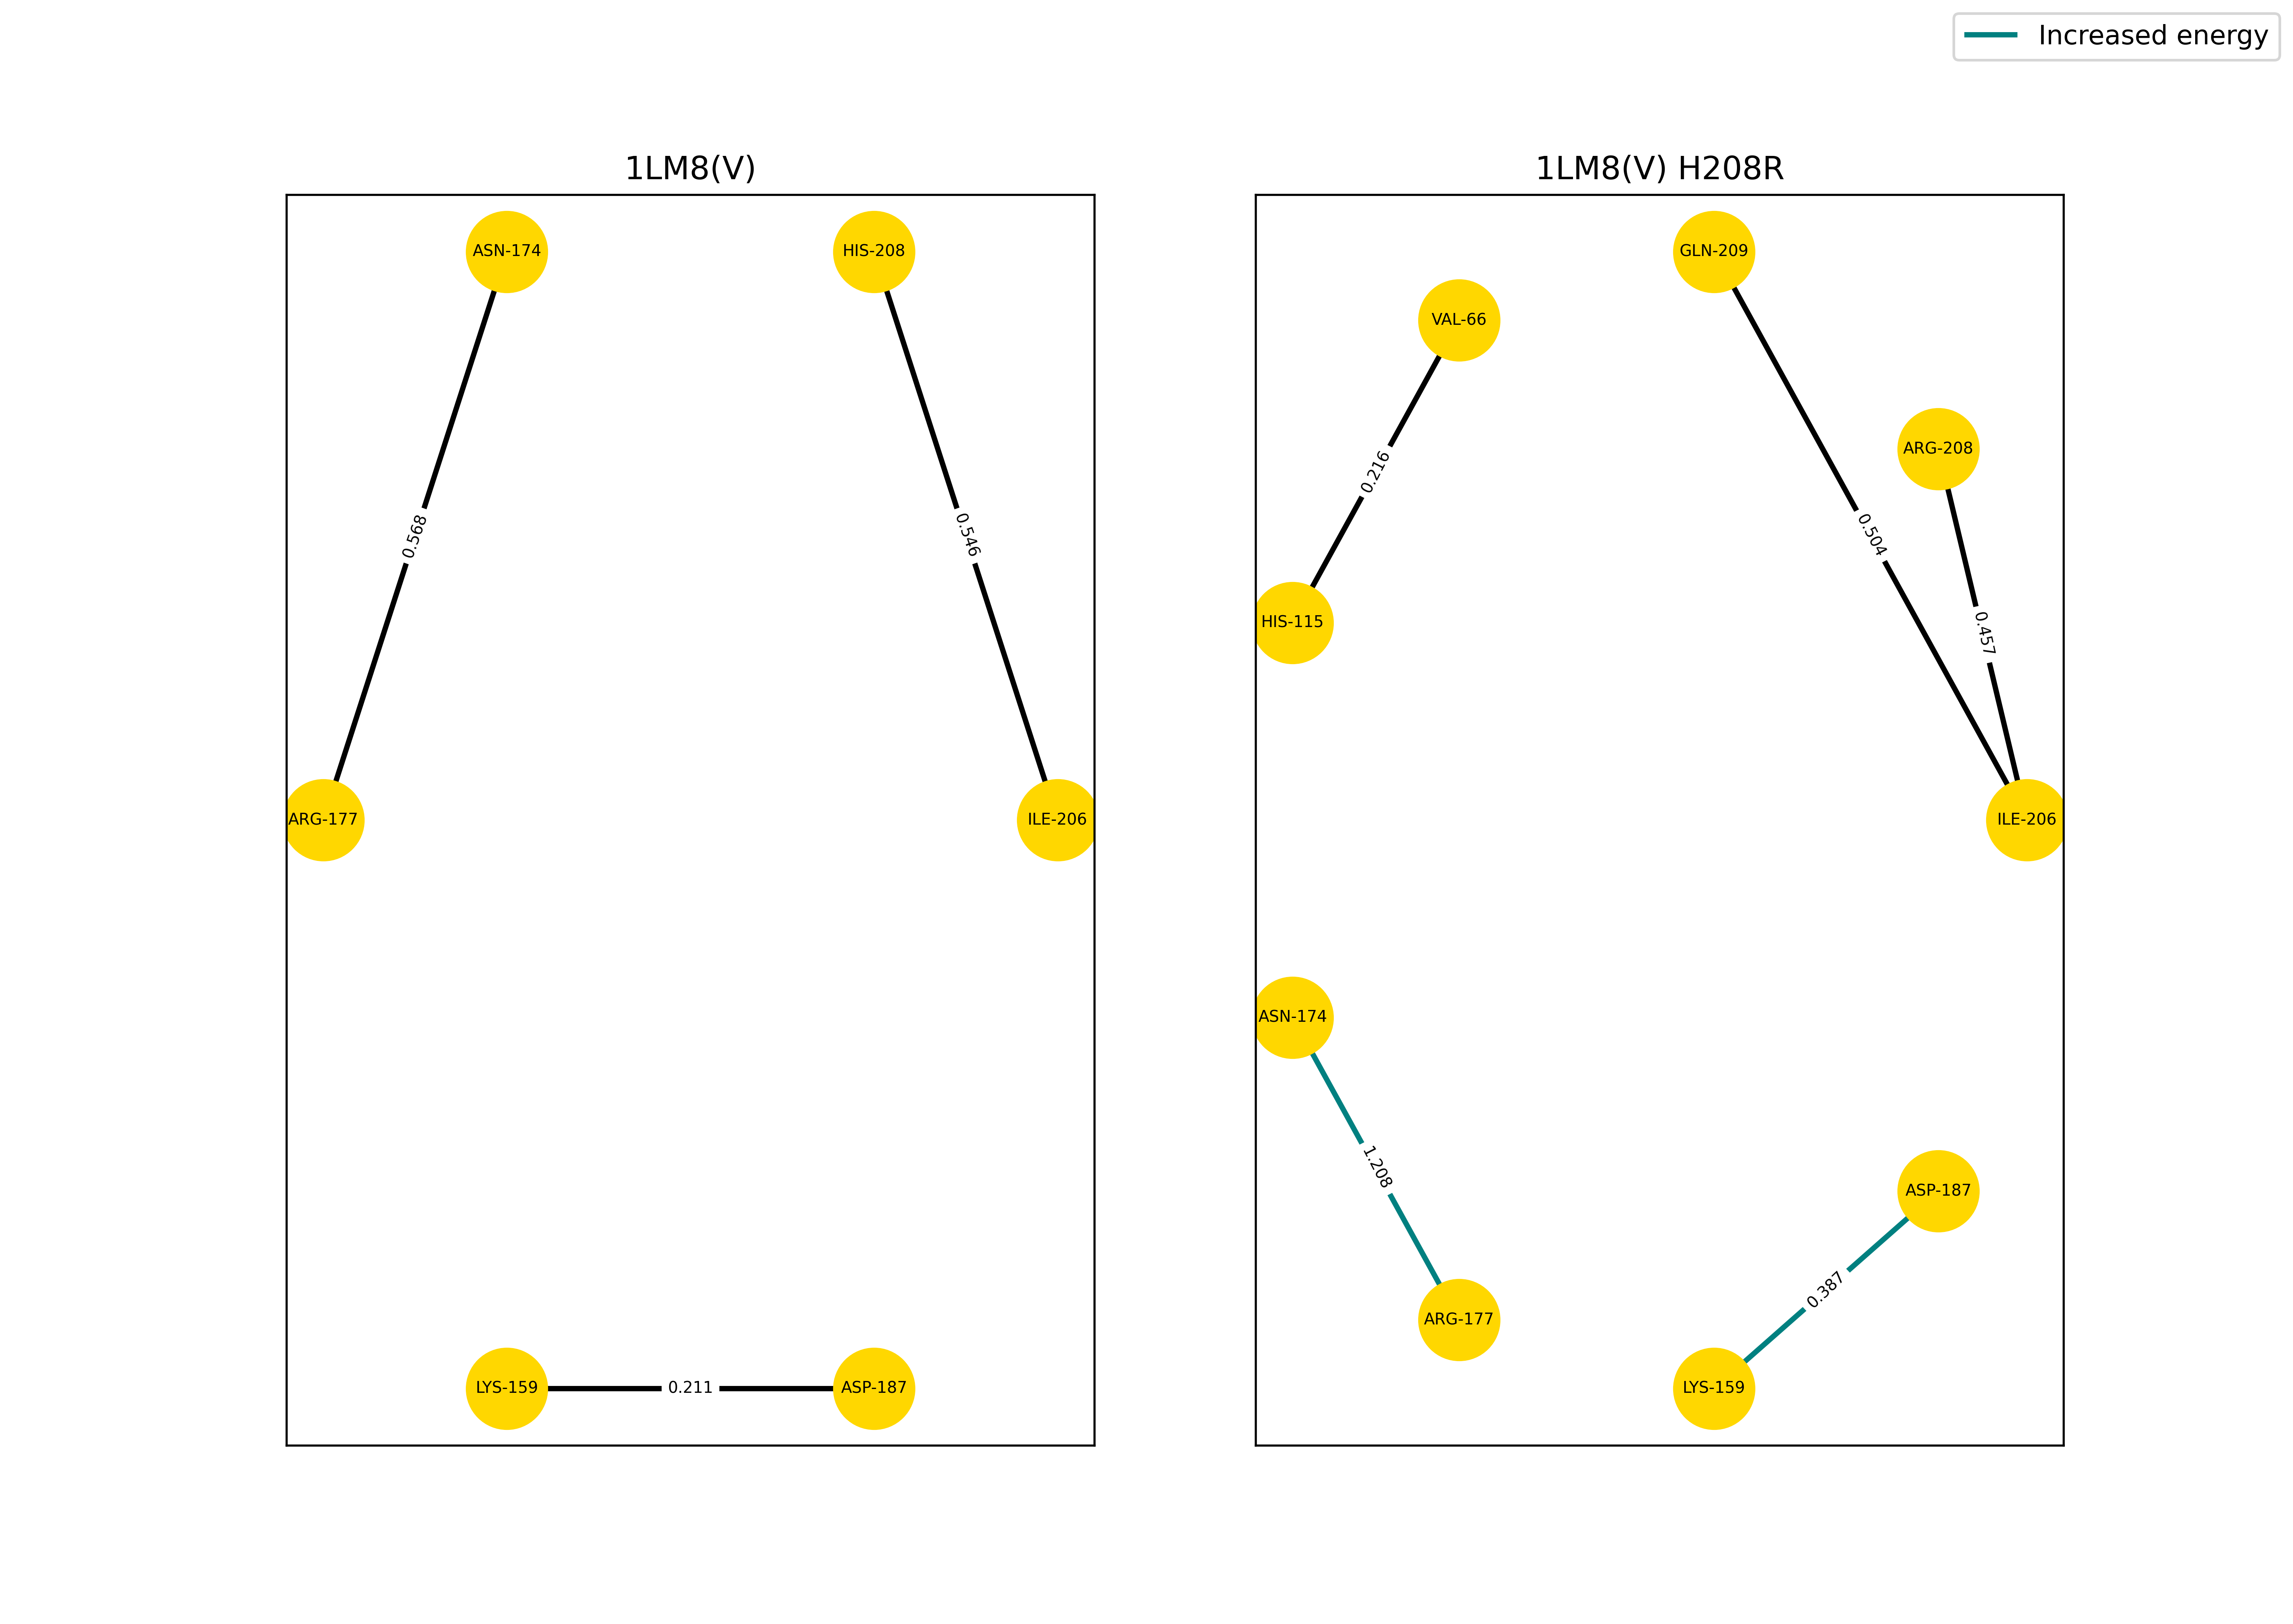 Increased energy
1LM8(V)
ASN-174
HIS-208
0.568
0.546
ARG-177
ILE-206
LYS-159
0.211
ASP-187
1LM8(V) H208R
GLN-209
VAL-66
ARG-208
0.216
0.504
HIS-115
0.457
ILE-206
ASN-174
1.208
ASP-187
0.387
ARG-177
LYS-159